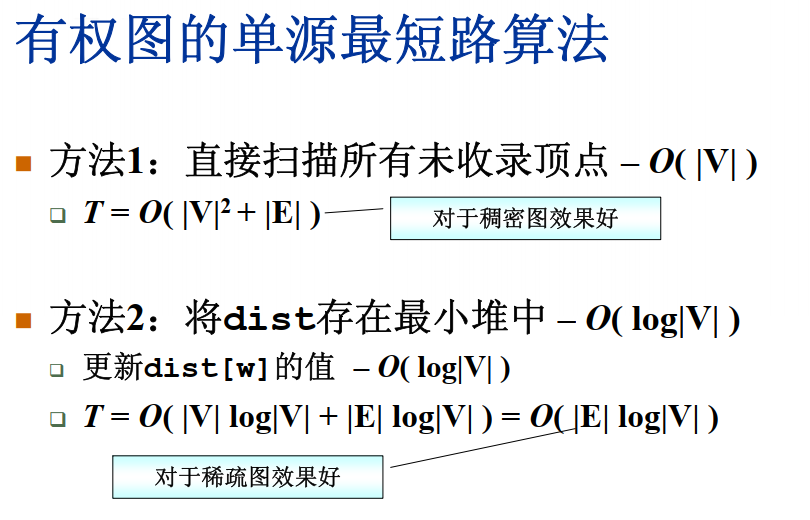 有权图的单源最短路算法
方法1：直接扫描所有未收录顶点 – O( |V| )
T = O( |V|² + |E| )
对于稠密图效果好
方法2：将dist存在最小堆中 – O( log|V| )
更新dist[w]的值 – O( log|V| )
T = O( |V| log|V| + |E| log|V| ) = O( |E| log|V| )
对于稀疏图效果好